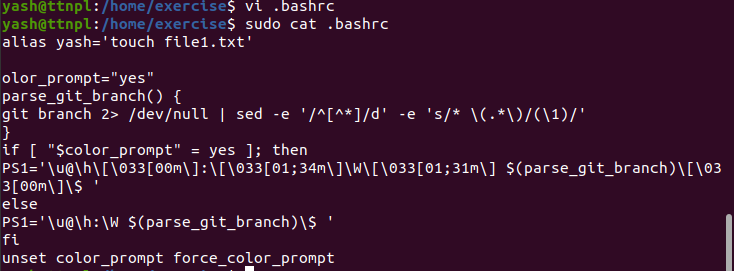 yash@ttnpl:/home/exercise$ vi .bashrc
yash@ttnpl:/home/exercise$ sudo cat .bashrc
alias yash='touch file1.txt'

olor_prompt="yes"
parse_git_branch() {
git branch 2> /dev/null | sed -e '/^[^*]/d' -e 's/* \(.*\)/(\1)/'
}
if [ "$color_prompt" = yes ]; then
PS1='\u@\h\[\033[00m\]:\[\033[01;34m\]\W\[\033[01;31m\] $(parse_git_branch)\[\03
3[00m\]\$ '
else
PS1='\u@\h:\W $(parse_git_branch)\$ '
fi
unset color_prompt force_color_prompt